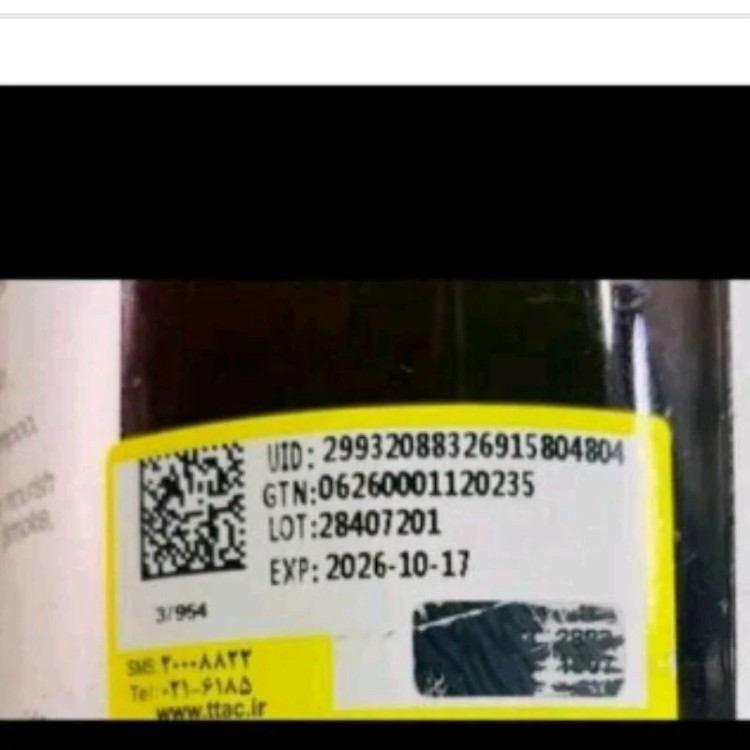 UID: 29932088326915804804
GTN:06260001120235
LOT:28407201
EXP: 2026-10-17
3/954
SMS: ۲۰۰۰۸۸۲۲
Tel: ۰۲۱-۶۱۸۵
www.ttac.ir